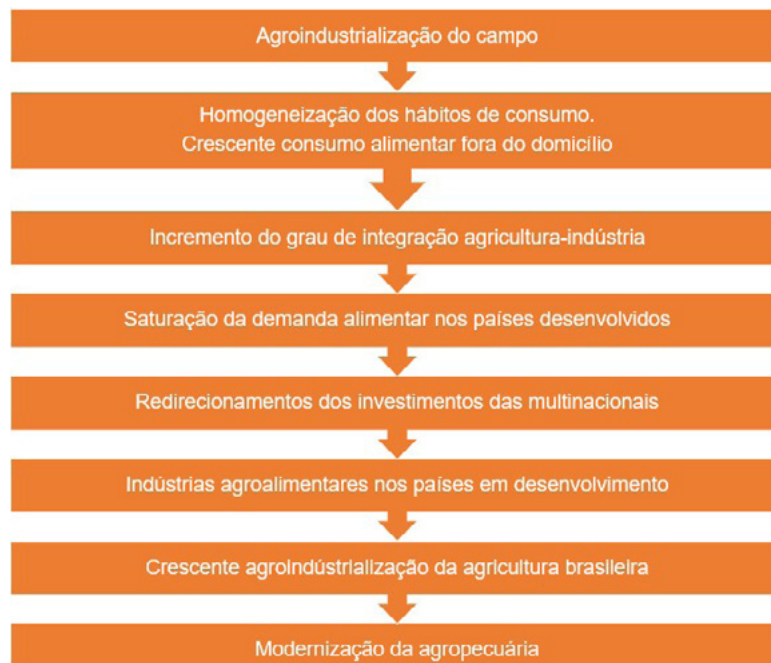 Agroindustrialização do campo
Homogeneização dos hábitos de consumo.
Crescente consumo alimentar fora do domicílio
Incremento do grau de integração agricultura-indústria
Saturação da demanda alimentar nos países desenvolvidos
Redirecionamentos dos investimentos das multinacionais
Indústrias agroalimentares nos países em desenvolvimento
Crescente agroindústrialização da agricultura brasileira
Modernização da agropecuária